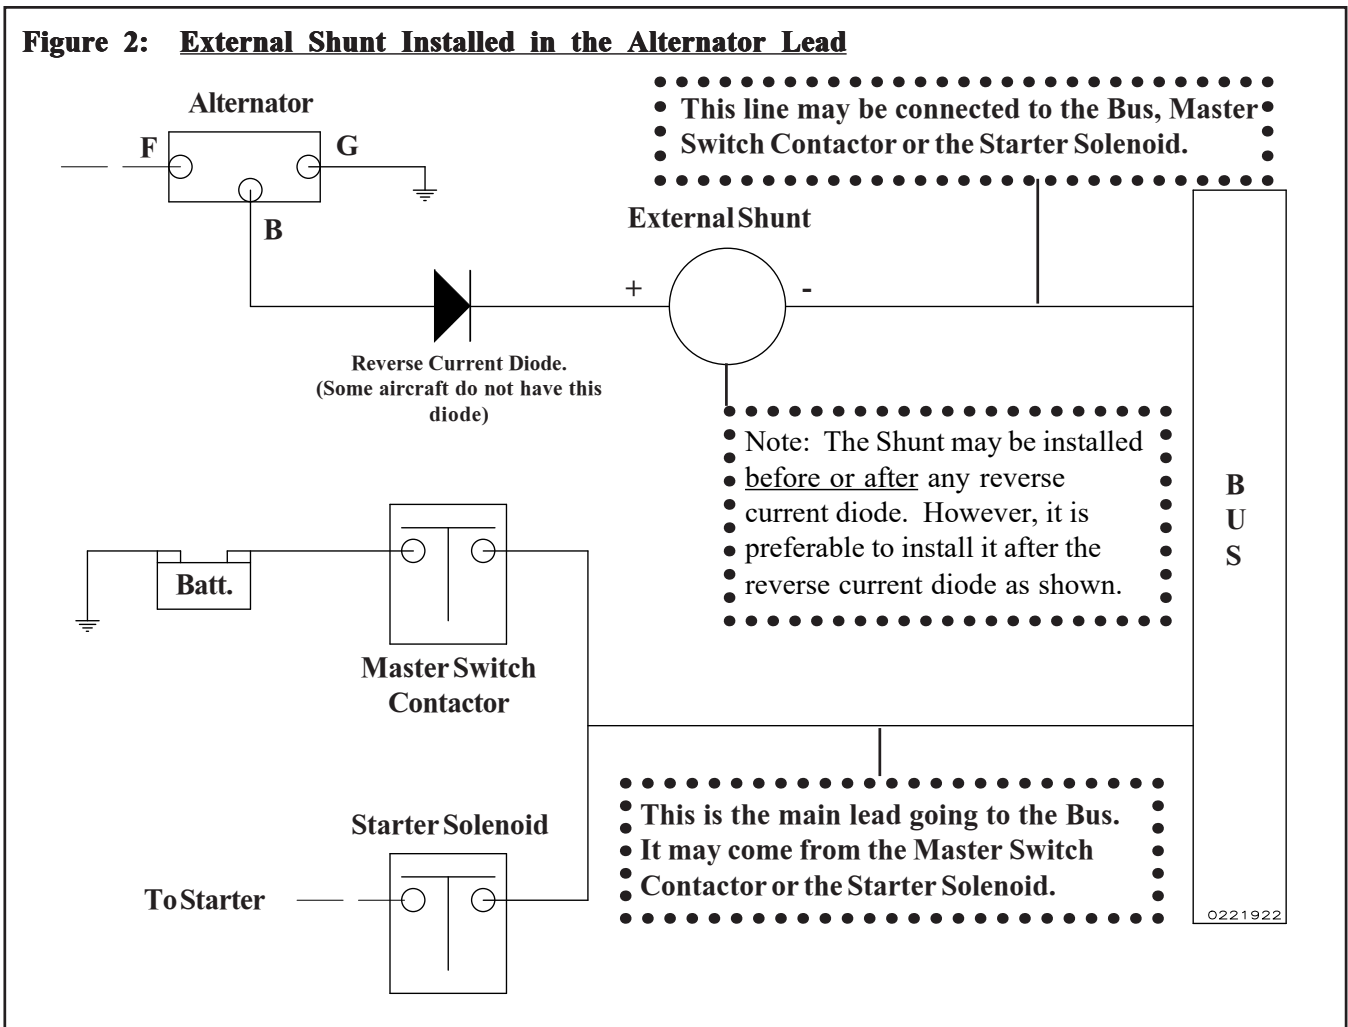 Figure 2: External Shunt Installed in the Alternator Lead
Alternator
F
G
B
This line may be connected to the Bus, Master
Switch Contactor or the Starter Solenoid.
External Shunt
+
-
Reverse Current Diode.
(Some aircraft do not have this
diode)
Note: The Shunt may be installed
before or after any reverse
current diode. However, it is
preferable to install it after the
reverse current diode as shown.
B
U
S
Batt.
Master Switch
Contactor
Starter Solenoid
To Starter
This is the main lead going to the Bus.
It may come from the Master Switch
Contactor or the Starter Solenoid.
0221922